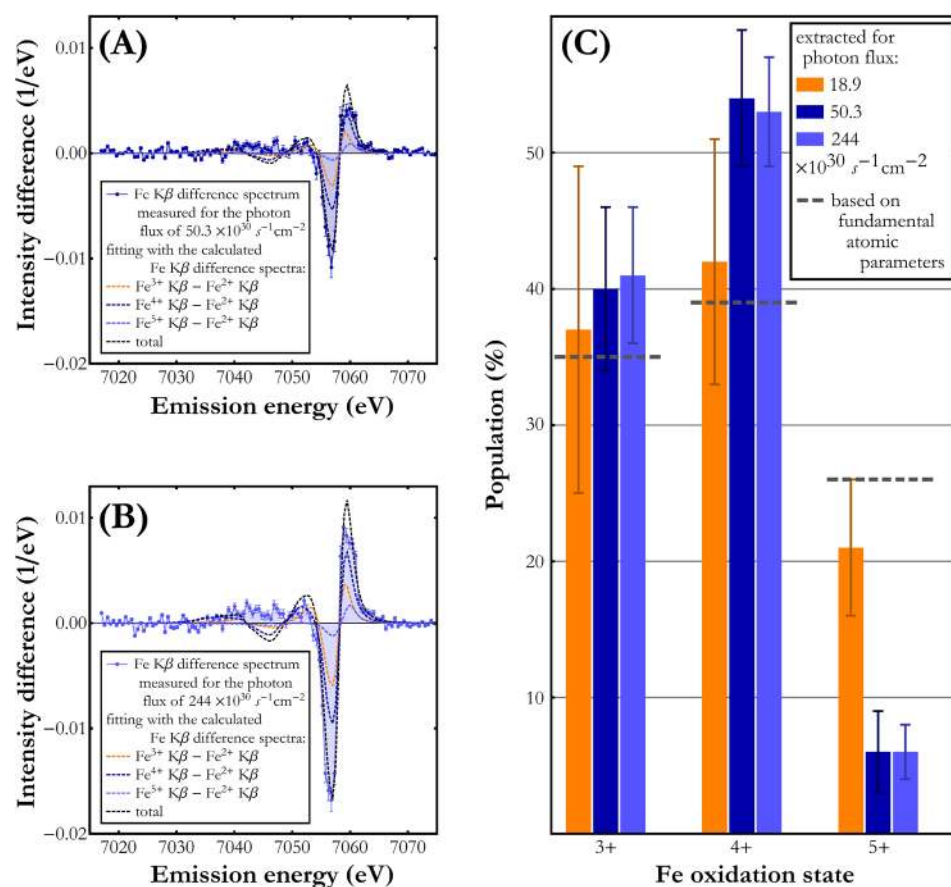 (A)
Intensity difference (1/eV)
0.01
0.00
−0.01
−0.02
Fe Kβ difference spectrum
measured for the photon
flux of 50.3 ×10³⁰ s⁻¹cm⁻²
fitting with the calculated
Fe Kβ difference spectra:
Fe³⁺ Kβ − Fe²⁺ Kβ
Fe⁴⁺ Kβ − Fe²⁺ Kβ
Fe⁵⁺ Kβ − Fe²⁺ Kβ
total
7020 7030 7040 7050 7060 7070
Emission energy (eV)
(B)
Intensity difference (1/eV)
0.01
0.00
−0.01
−0.02
Fe Kβ difference spectrum
measured for the photon
flux of 244 ×10³⁰ s⁻¹cm⁻²
fitting with the calculated
Fe Kβ difference spectra:
Fe³⁺ Kβ − Fe²⁺ Kβ
Fe⁴⁺ Kβ − Fe²⁺ Kβ
Fe⁵⁺ Kβ − Fe²⁺ Kβ
total
7020 7030 7040 7050 7060 7070
Emission energy (eV)
(C)
extracted for
photon flux:
18.9
50.3
244
×10³⁰ s⁻¹cm⁻²
based on
fundamental
atomic
parameters
Population (%)
50
40
30
20
10
3+ 4+ 5+
Fe oxidation state